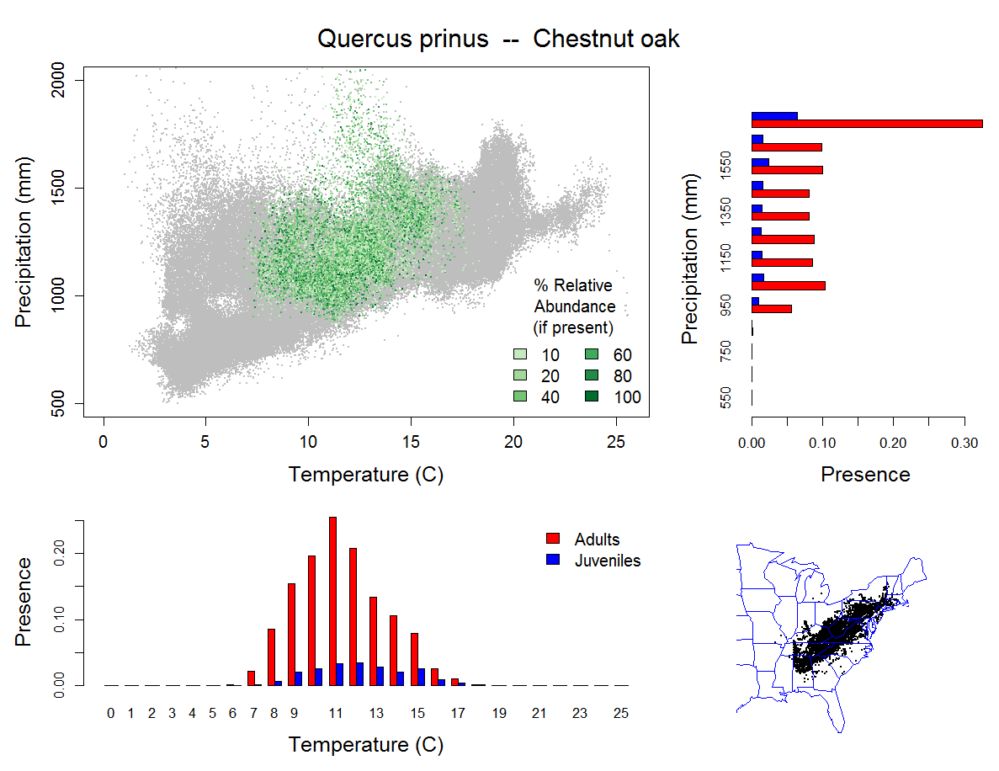 Quercus prinus -- Chestnut oak
Precipitation (mm)
2000
1500
1000
500
0 5 10 15 20 25
Temperature (C)
% Relative
Abundance
(if present)
10 60
20 80
40 100
Precipitation (mm)
1550
1350
1150
950
750
550
0.00 0.10 0.20 0.30
Presence
Presence
0.20
0.10
0.00
0 1 2 3 4 5 6 7 8 9 11 13 15 17 19 21 23 25
Temperature (C)
Adults
Juveniles